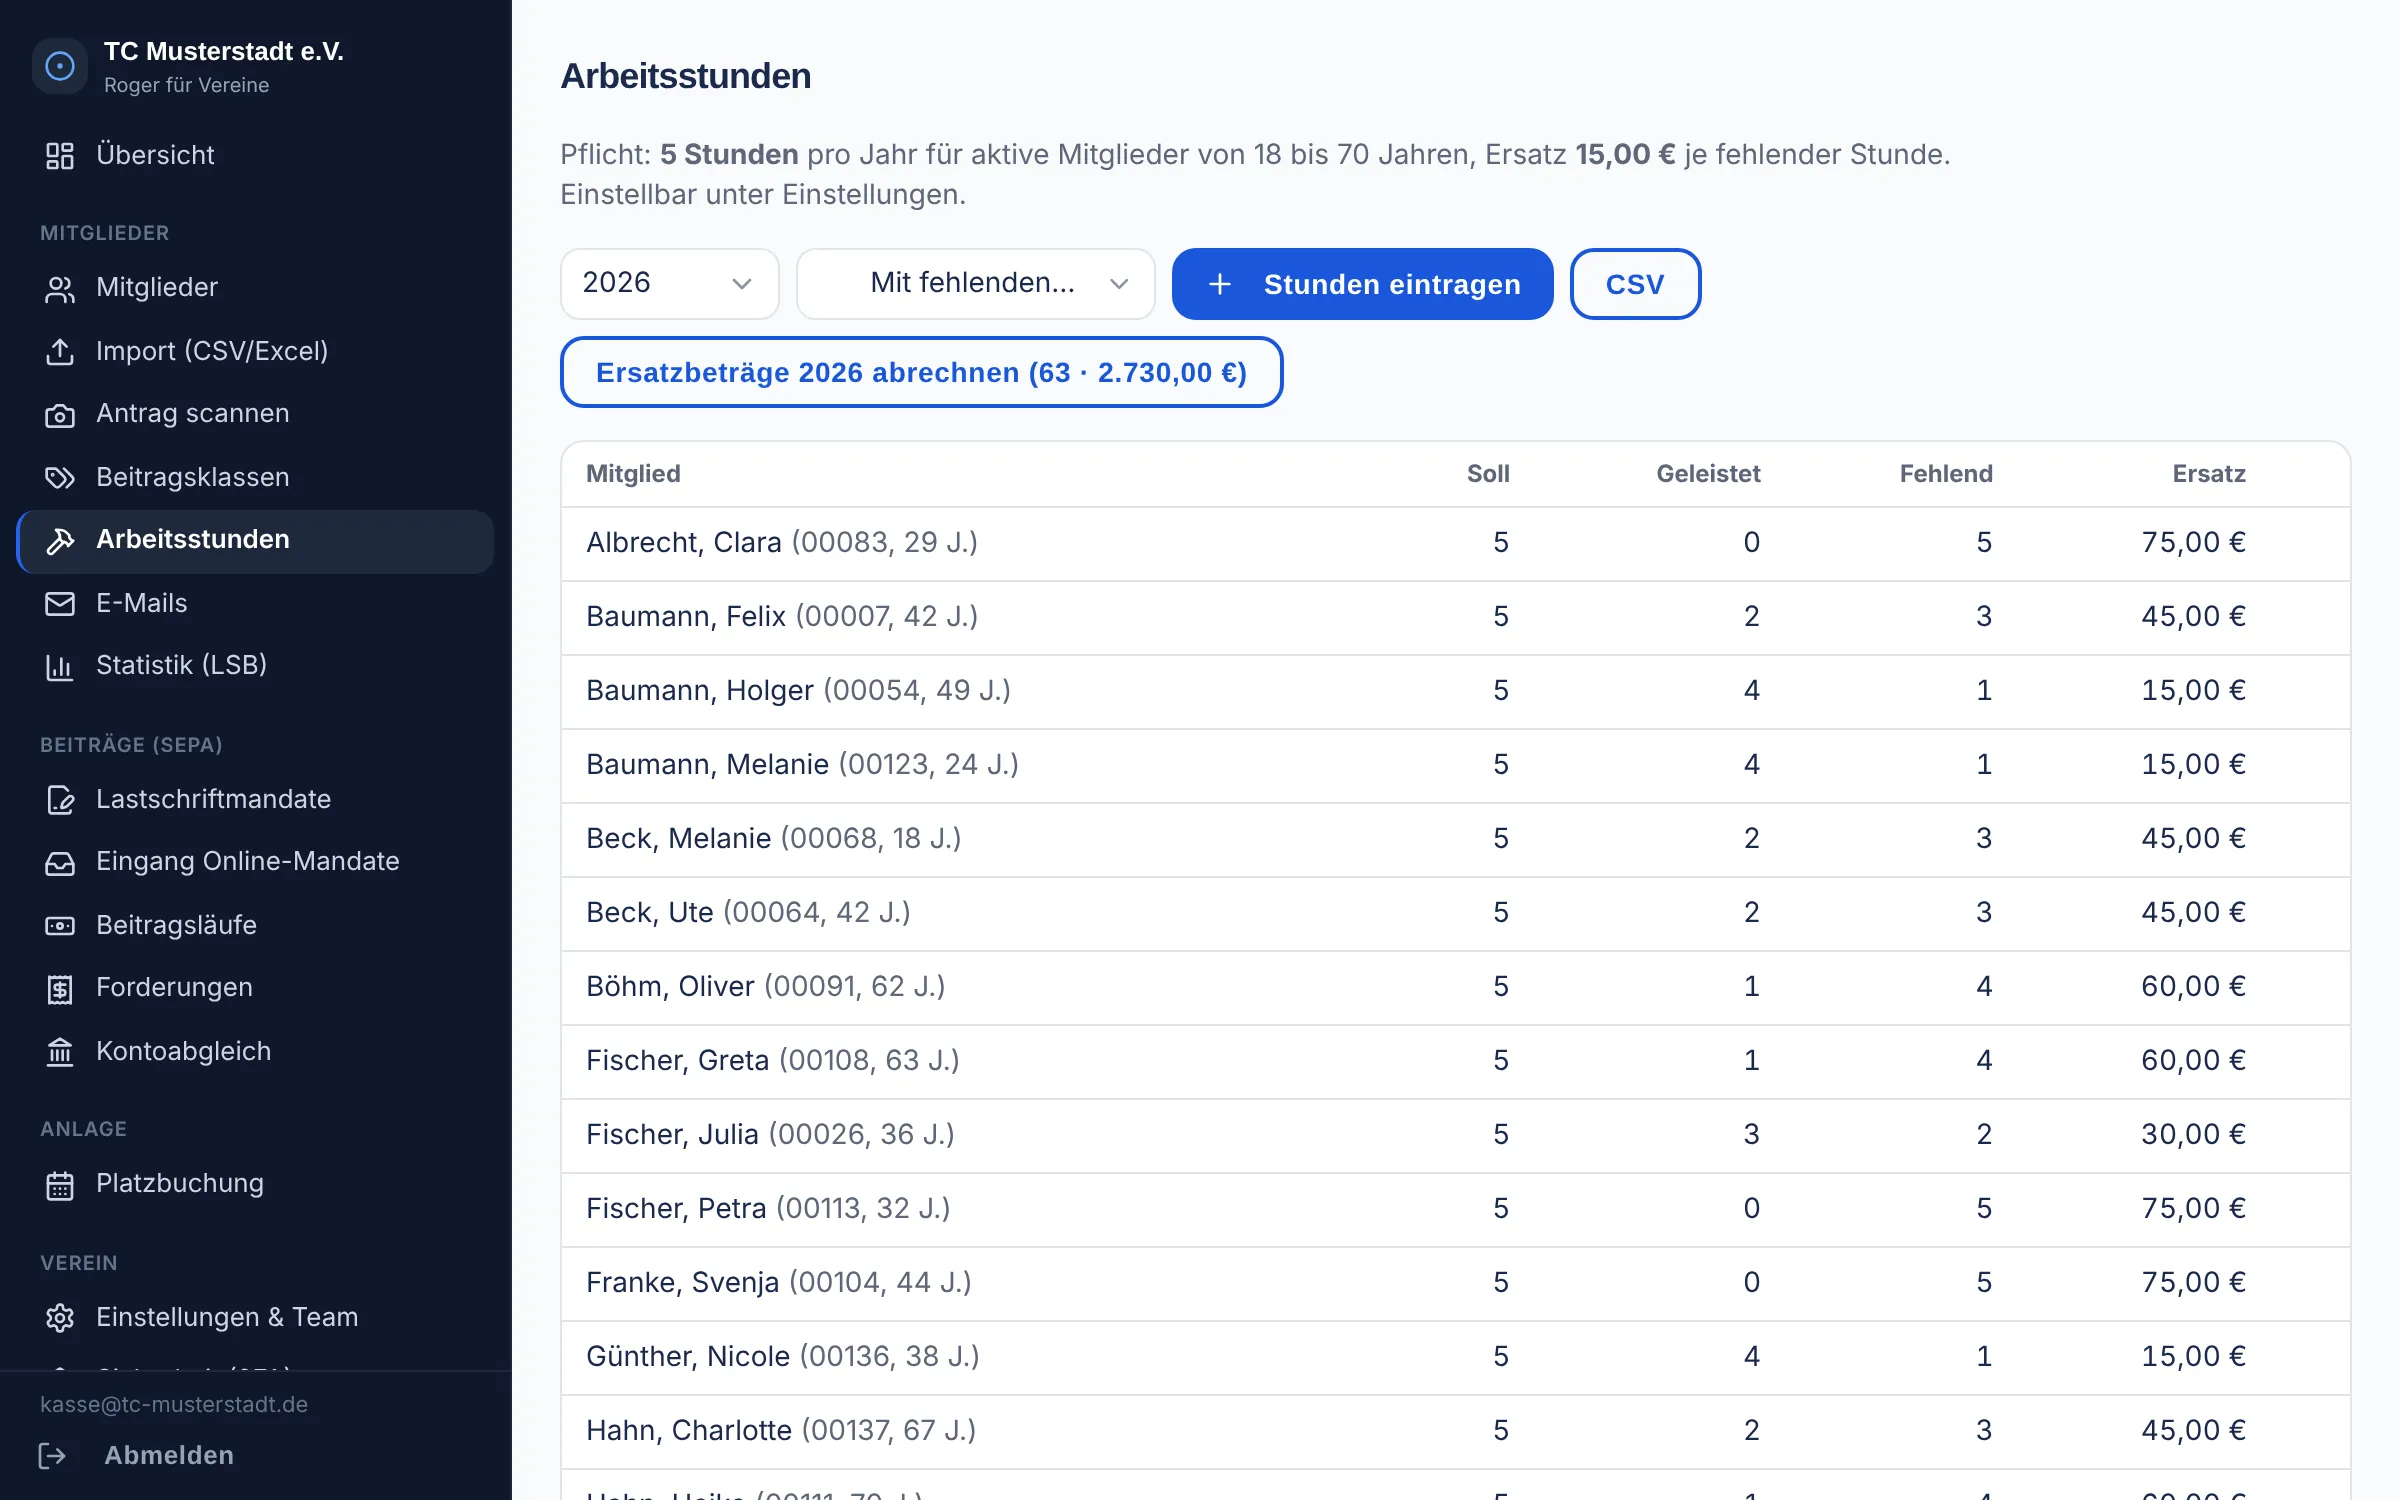 TC Musterstadt e.V.
Roger für Vereine
Übersicht
MITGLIEDER
Mitglieder
Import (CSV/Excel)
Antrag scannen
Beitragsklassen
Arbeitsstunden
E-Mails
Statistik (LSB)
BEITRÄGE (SEPA)
Lastschriftmandate
Eingang Online-Mandate
Beitragsläufe
Forderungen
Kontoabgleich
ANLAGE
Platzbuchung
VEREIN
Einstellungen & Team
kasse@tc-musterstadt.de
Abmelden
Arbeitsstunden
Pflicht: 5 Stunden pro Jahr für aktive Mitglieder von 18 bis 70 Jahren, Ersatz 15,00 € je fehlender Stunde.
Einstellbar unter Einstellungen.
2026 Mit fehlenden... + Stunden eintragen CSV
Ersatzbeträge 2026 abrechnen (63 · 2.730,00 €)
Mitglied Soll Geleistet Fehlend Ersatz
Albrecht, Clara (00083, 29 J.) 5 0 5 75,00 €
Baumann, Felix (00007, 42 J.) 5 2 3 45,00 €
Baumann, Holger (00054, 49 J.) 5 4 1 15,00 €
Baumann, Melanie (00123, 24 J.) 5 4 1 15,00 €
Beck, Melanie (00068, 18 J.) 5 2 3 45,00 €
Beck, Ute (00064, 42 J.) 5 2 3 45,00 €
Böhm, Oliver (00091, 62 J.) 5 1 4 60,00 €
Fischer, Greta (00108, 63 J.) 5 1 4 60,00 €
Fischer, Julia (00026, 36 J.) 5 3 2 30,00 €
Fischer, Petra (00113, 32 J.) 5 0 5 75,00 €
Franke, Svenja (00104, 44 J.) 5 0 5 75,00 €
Günther, Nicole (00136, 38 J.) 5 4 1 15,00 €
Hahn, Charlotte (00137, 67 J.) 5 2 3 45,00 €